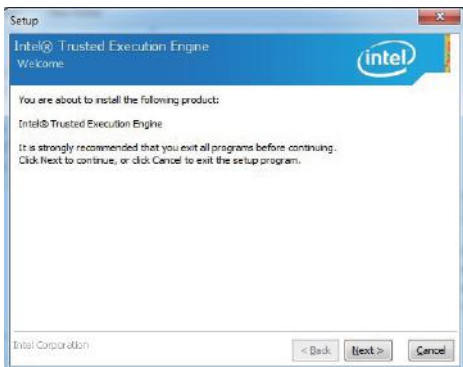 Setup
Intel® Trusted Execution Engine
Welcome
intel
You are about to install the following product:
Intel® Trusted Execution Engine
It is strongly recommended that you exit all programs before continuing.
Click Next to continue, or click Cancel to exit the setup program.
Intel Corporation
< Back Next > Cancel